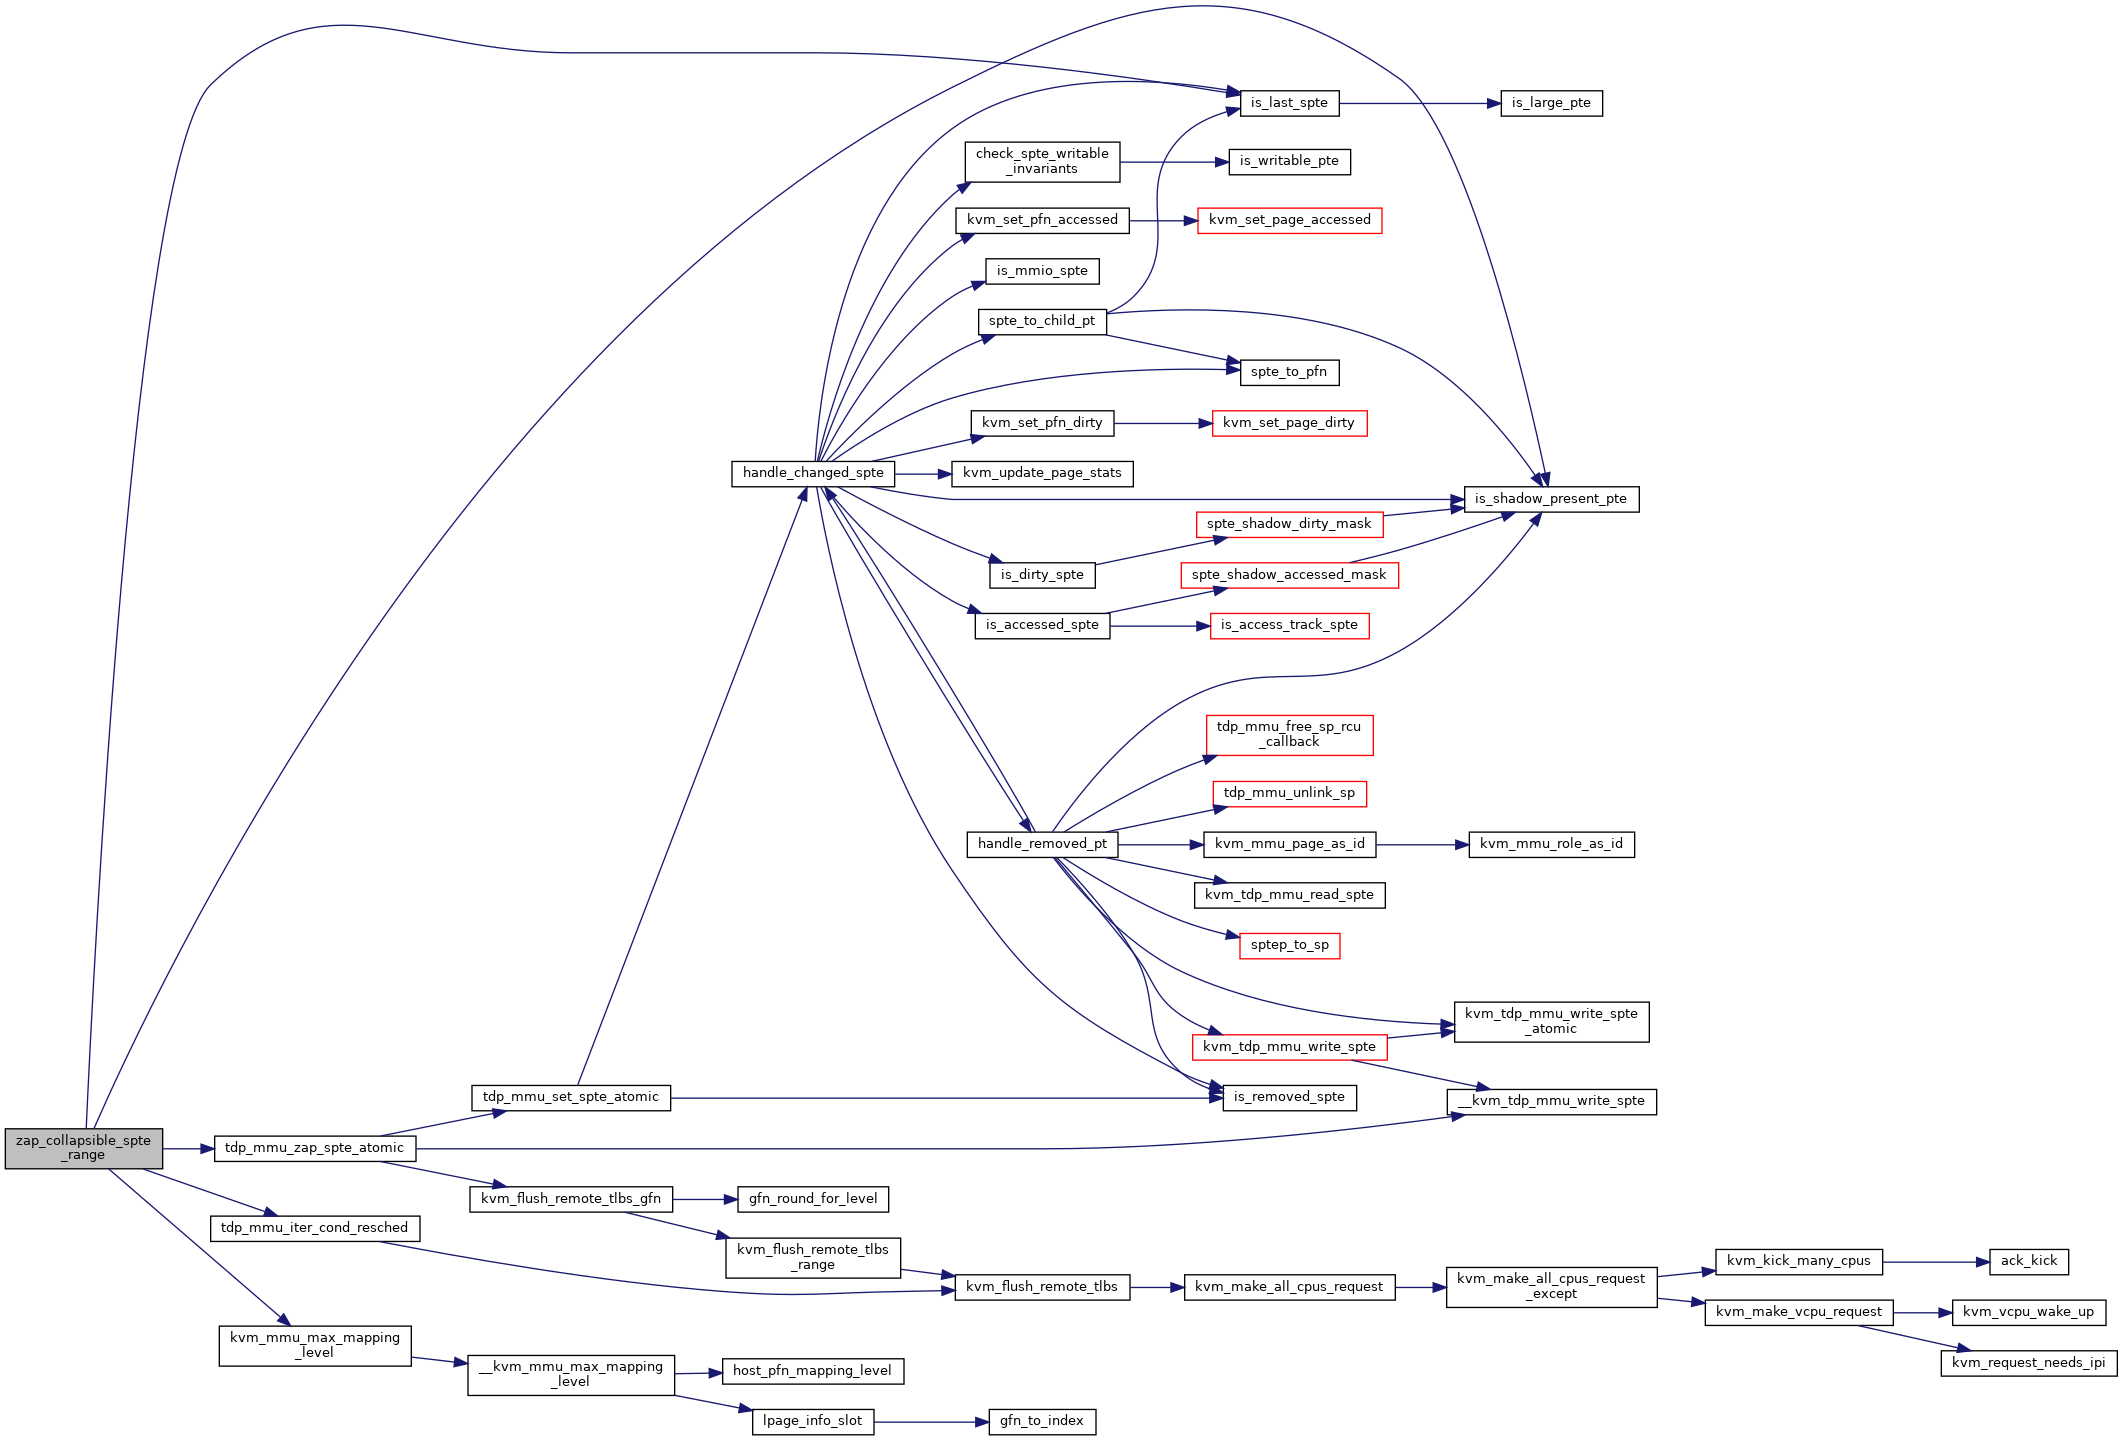 is_last_spte
is_large_pte
check_spte_writable
_invariants
is_writable_pte
kvm_set_pfn_accessed
kvm_set_page_accessed
is_mmio_spte
spte_to_child_pt
spte_to_pfn
kvm_set_pfn_dirty
kvm_set_page_dirty
handle_changed_spte
kvm_update_page_stats
is_shadow_present_pte
spte_shadow_dirty_mask
is_dirty_spte
spte_shadow_accessed_mask
is_accessed_spte
is_access_track_spte
tdp_mmu_free_sp_rcu
_callback
tdp_mmu_unlink_sp
handle_removed_pt
kvm_mmu_page_as_id
kvm_mmu_role_as_id
kvm_tdp_mmu_read_spte
sptep_to_sp
kvm_tdp_mmu_write_spte
_atomic
kvm_tdp_mmu_write_spte
tdp_mmu_set_spte_atomic
is_removed_spte
__kvm_tdp_mmu_write_spte
zap_collapsible_spte
_range
tdp_mmu_zap_spte_atomic
kvm_flush_remote_tlbs_gfn
gfn_round_for_level
tdp_mmu_iter_cond_resched
kvm_flush_remote_tlbs
_range
kvm_flush_remote_tlbs
kvm_make_all_cpus_request
kvm_make_all_cpus_request
_except
kvm_kick_many_cpus
ack_kick
kvm_make_vcpu_request
kvm_vcpu_wake_up
kvm_request_needs_ipi
kvm_mmu_max_mapping
_level
__kvm_mmu_max_mapping
_level
host_pfn_mapping_level
lpage_info_slot
gfn_to_index